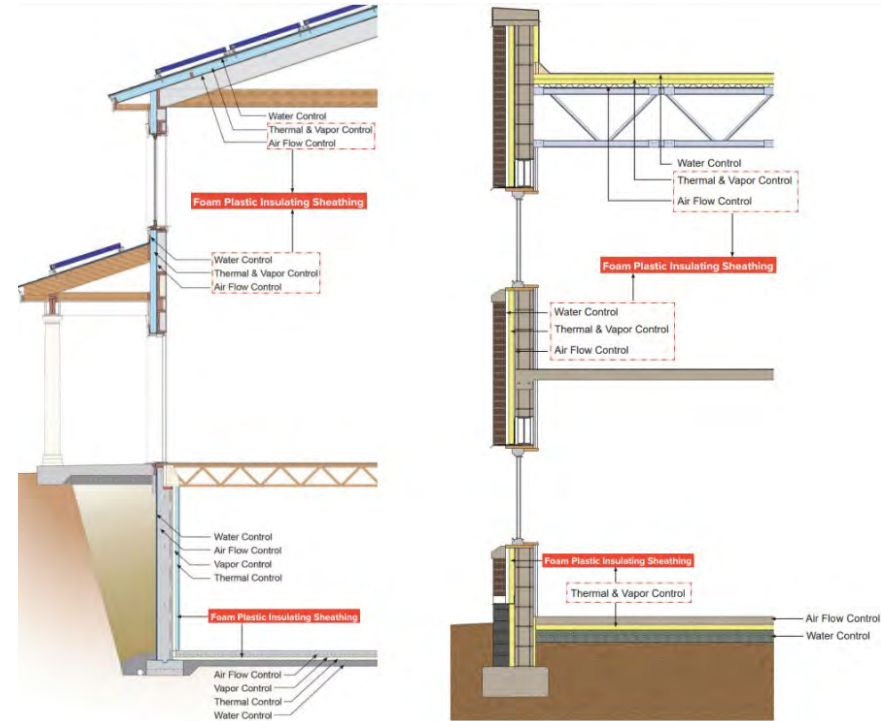 Water Control
Thermal & Vapor Control
Air Flow Control
Foam Plastic Insulating Sheathing
Water Control
Thermal & Vapor Control
Air Flow Control
Water Control
Air Flow Control
Vapor Control
Thermal Control
Foam Plastic Insulating Sheathing
Air Flow Control
Vapor Control
Thermal Control
Water Control
Water Control
Thermal & Vapor Control
Air Flow Control
Foam Plastic Insulating Sheathing
Water Control
Thermal & Vapor Control
Air Flow Control
Foam Plastic Insulating Sheathing
Thermal & Vapor Control
Air Flow Control
Water Control